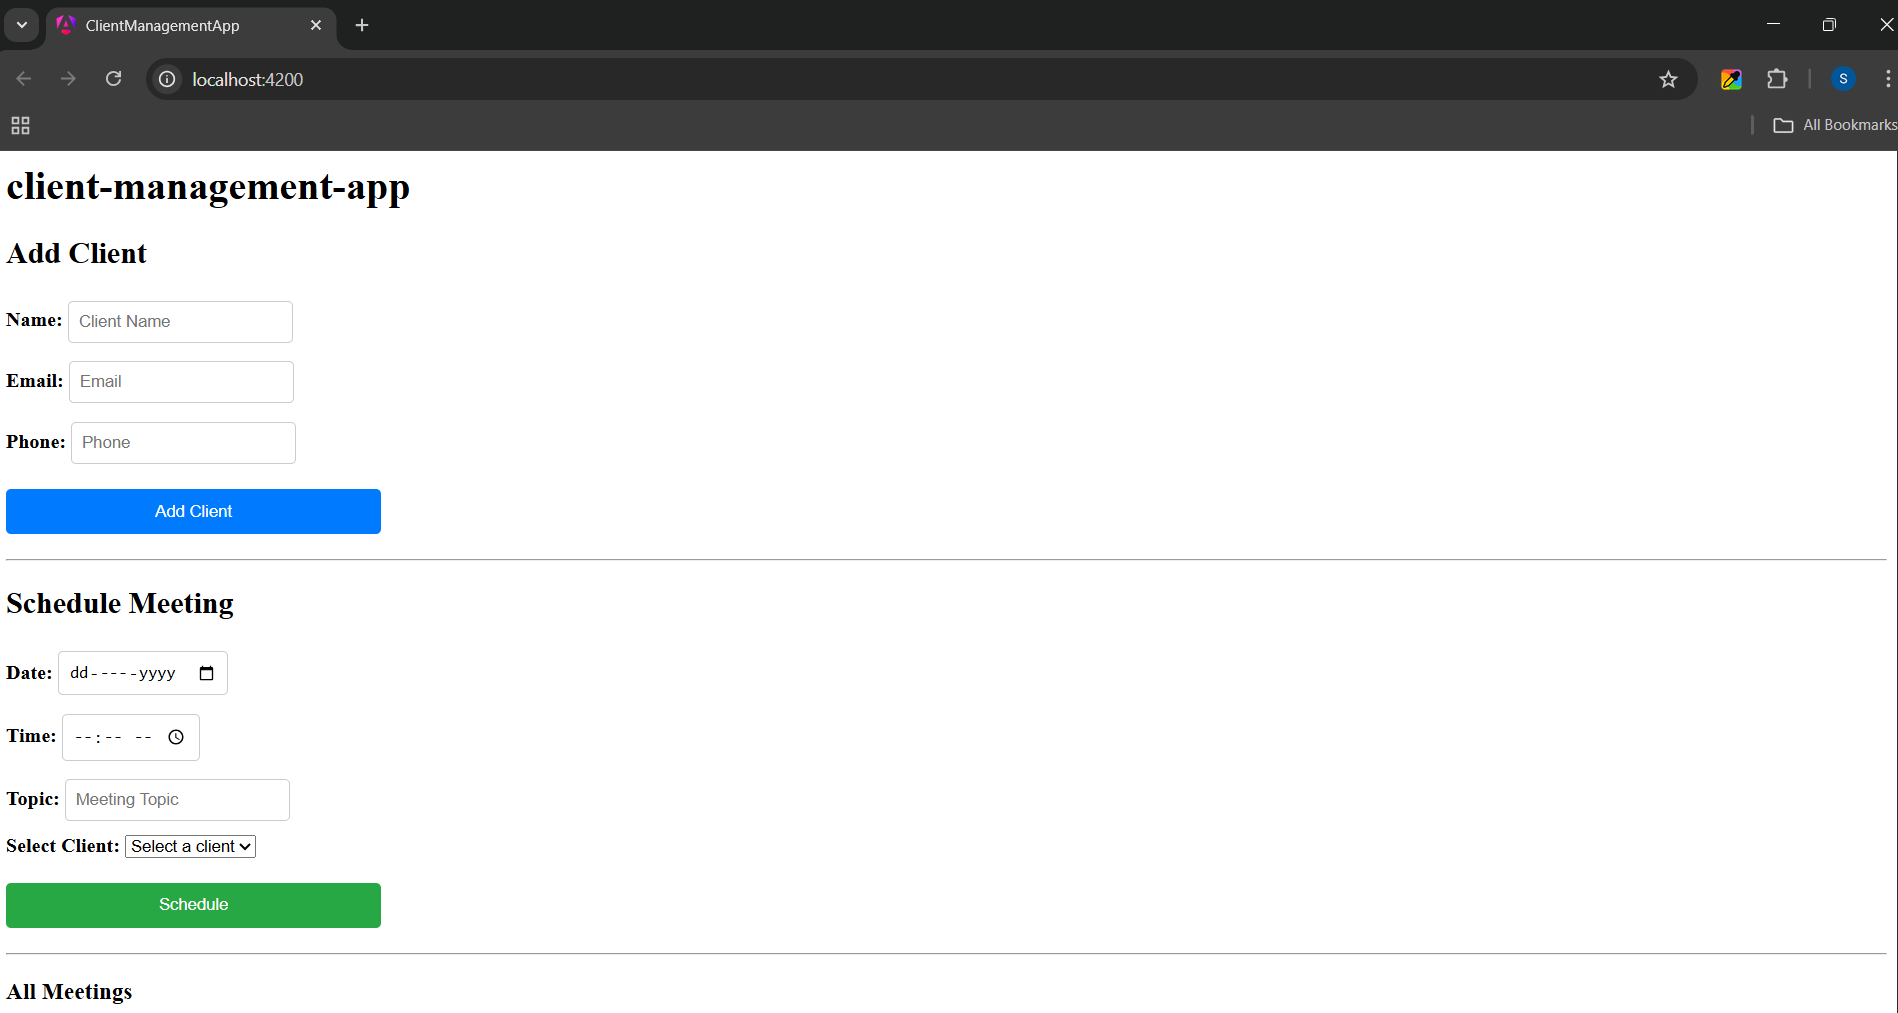 ClientManagementApp
localhost:4200
S
All Bookmarks
client-management-app
Add Client
Name: Client Name
Email: Email
Phone: Phone
Add Client
Schedule Meeting
Date: dd-----yyyy
Time: --:-- --
Topic: Meeting Topic
Select Client: Select a client
Schedule
All Meetings